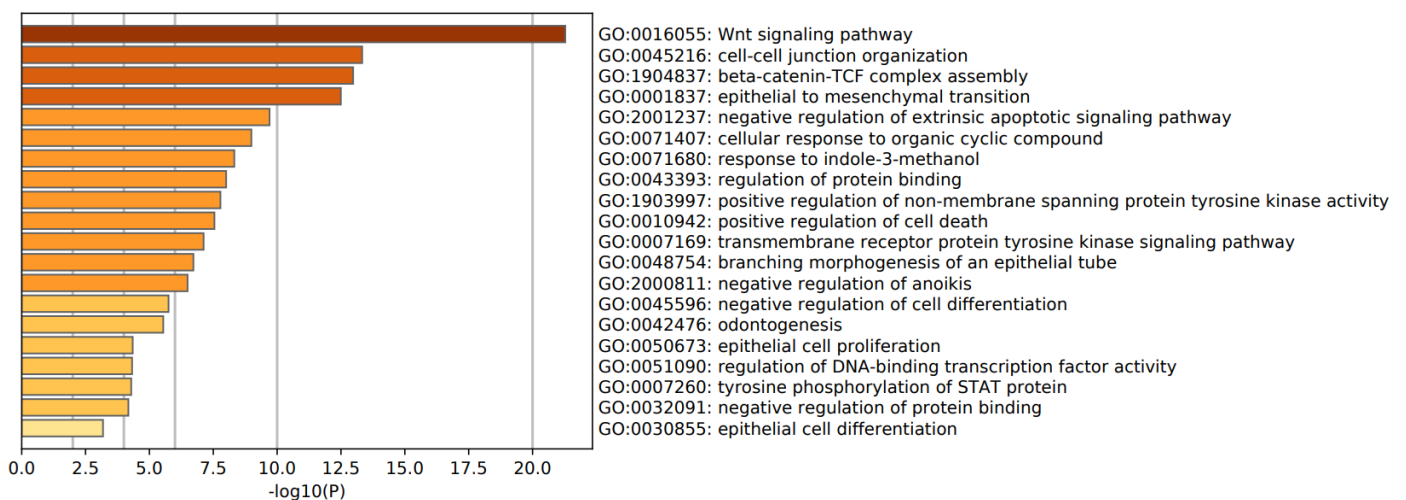 GO:0016055: Wnt signaling pathway
GO:0045216: cell-cell junction organization
GO:1904837: beta-catenin-TCF complex assembly
GO:0001837: epithelial to mesenchymal transition
GO:2001237: negative regulation of extrinsic apoptotic signaling pathway
GO:0071407: cellular response to organic cyclic compound
GO:0071680: response to indole-3-methanol
GO:0043393: regulation of protein binding
GO:1903997: positive regulation of non-membrane spanning protein tyrosine kinase activity
GO:0010942: positive regulation of cell death
GO:0007169: transmembrane receptor protein tyrosine kinase signaling pathway
GO:0048754: branching morphogenesis of an epithelial tube
GO:2000811: negative regulation of anoikis
GO:0045596: negative regulation of cell differentiation
GO:0042476: odontogenesis
GO:0050673: epithelial cell proliferation
GO:0051090: regulation of DNA-binding transcription factor activity
GO:0007260: tyrosine phosphorylation of STAT protein
GO:0032091: negative regulation of protein binding
GO:0030855: epithelial cell differentiation
0.0 2.5 5.0 7.5 10.0 12.5 15.0 17.5 20.0
-log10(P)